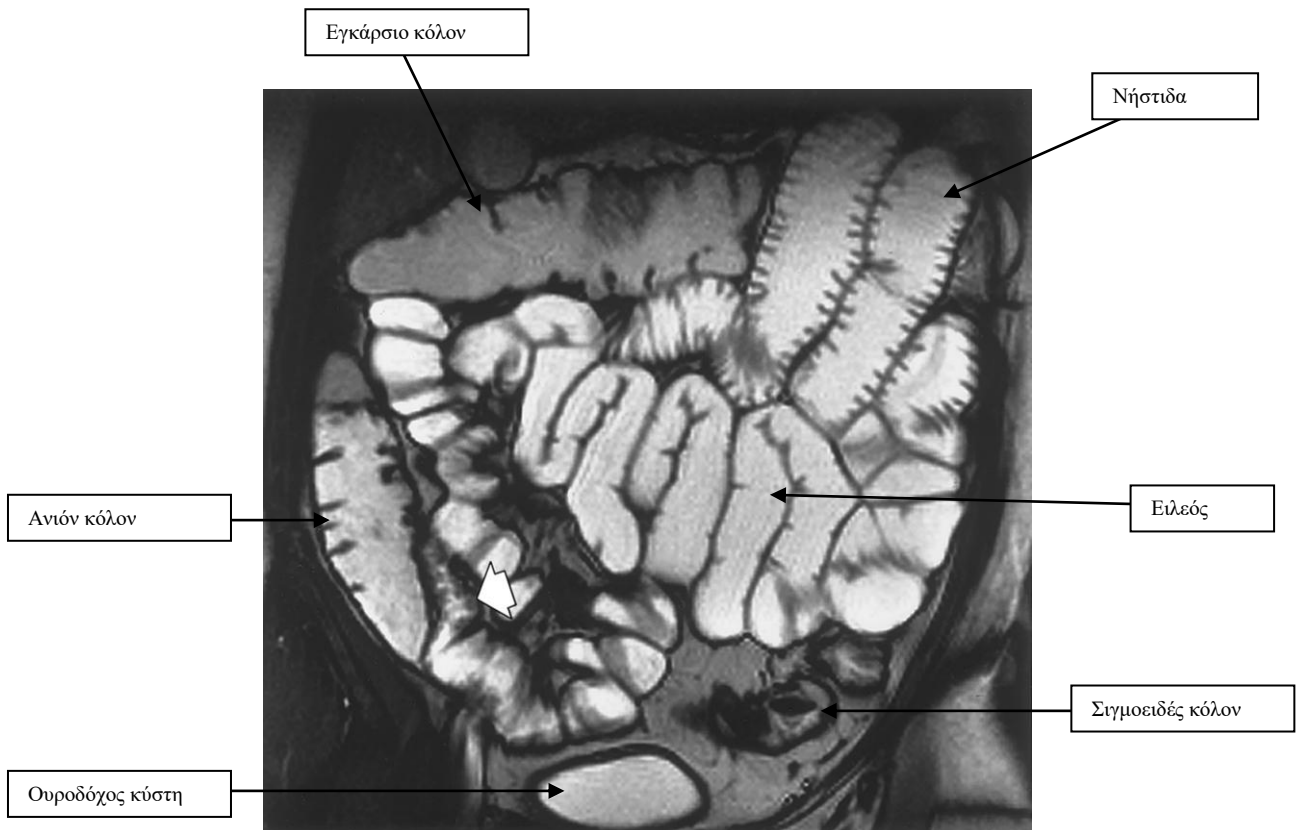 Εγκάρσιο κόλον
Νήστιδα
Ανιόν κόλον
Ειλεός
Σιγμοειδές κόλον
Ουροδόχος κύστη